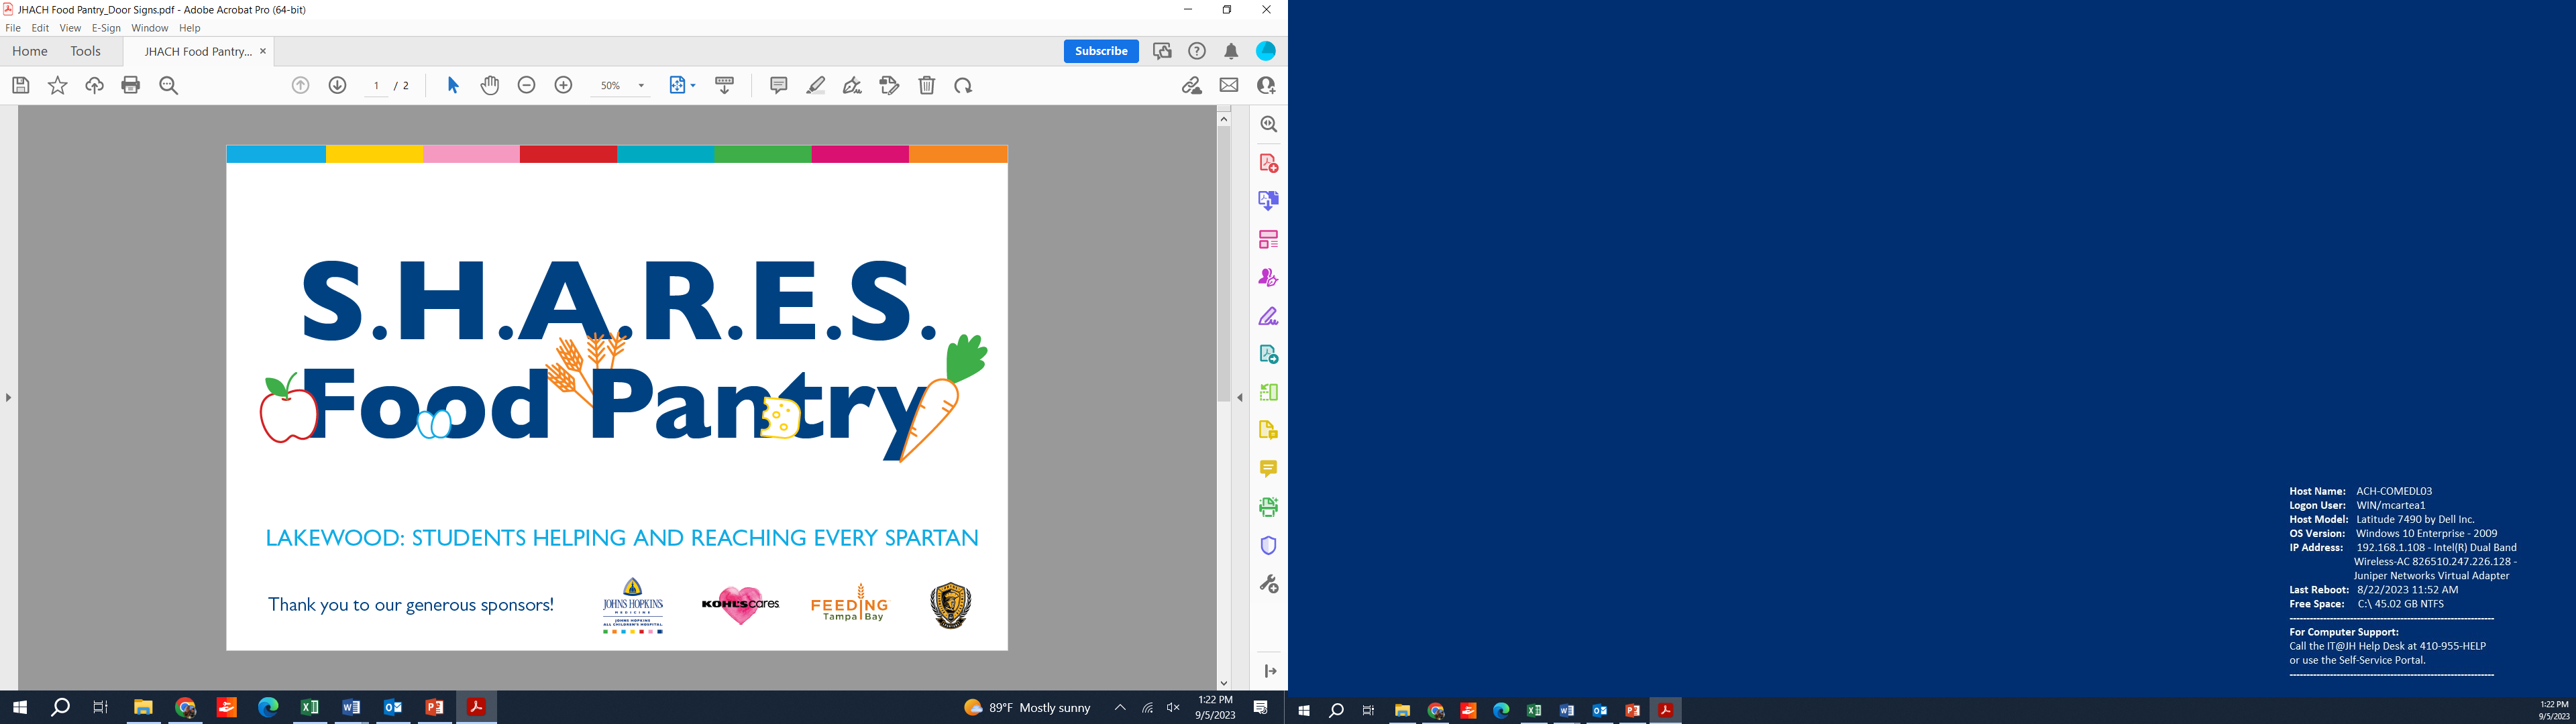 JHACH Food Pantry_Door Signs.pdf - Adobe Acrobat Pro (64-bit)
File Edit View E-Sign Window Help
Home Tools JHACH Food Pantry... ×
Subscribe
1 / 2
50%
S.H.A.R.E.S.
Food Pantry
LAKEWOOD: STUDENTS HELPING AND REACHING EVERY SPARTAN
Thank you to our generous sponsors!
JOHNS HOPKINS
MEDICINE
JOHNS HOPKINS
ALL CHILDREN'S HOSPITAL
KOHL'S cares
FEEDING
Tampa Bay
89°F Mostly sunny
1:22 PM
9/5/2023
Host Name: ACH-COMEDL03
Logon User: WIN/mcartea1
Host Model: Latitude 7490 by Dell Inc.
OS Version: Windows 10 Enterprise - 2009
IP Address: 192.168.1.108 - Intel(R) Dual Band
Wireless-AC 826510.247.226.128 -
Juniper Networks Virtual Adapter
Last Reboot: 8/22/2023 11:52 AM
Free Space: C:\ 45.02 GB NTFS
For Computer Support:
Call the IT@JH Help Desk at 410-955-HELP
or use the Self-Service Portal.
1:22 PM
9/5/2023